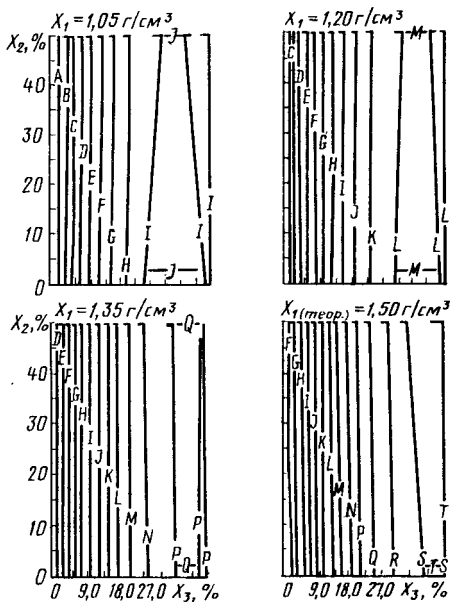 X₁ = 1,05 г/см³
X₂, %
40
30
20
10
0
A
B
C
D
E
F
G
H
I
J
I
I
J
X₁ = 1,20 г/см³
C
D
E
F
G
H
I
J
K
L
M
L
L
M
X₁ = 1,35 г/см³
X₂, %
40
30
20
10
0
D
E
F
G
H
I
J
K
L
M
N
P
Q
P
P
Q
0 9,0 18,0 27,0 X₃, %
X₁(теор.) = 1,50 г/см³
F
G
H
I
J
K
L
M
N
P
Q
R
S
T
T
S
0 9,0 18,0 27,0 X₃, %